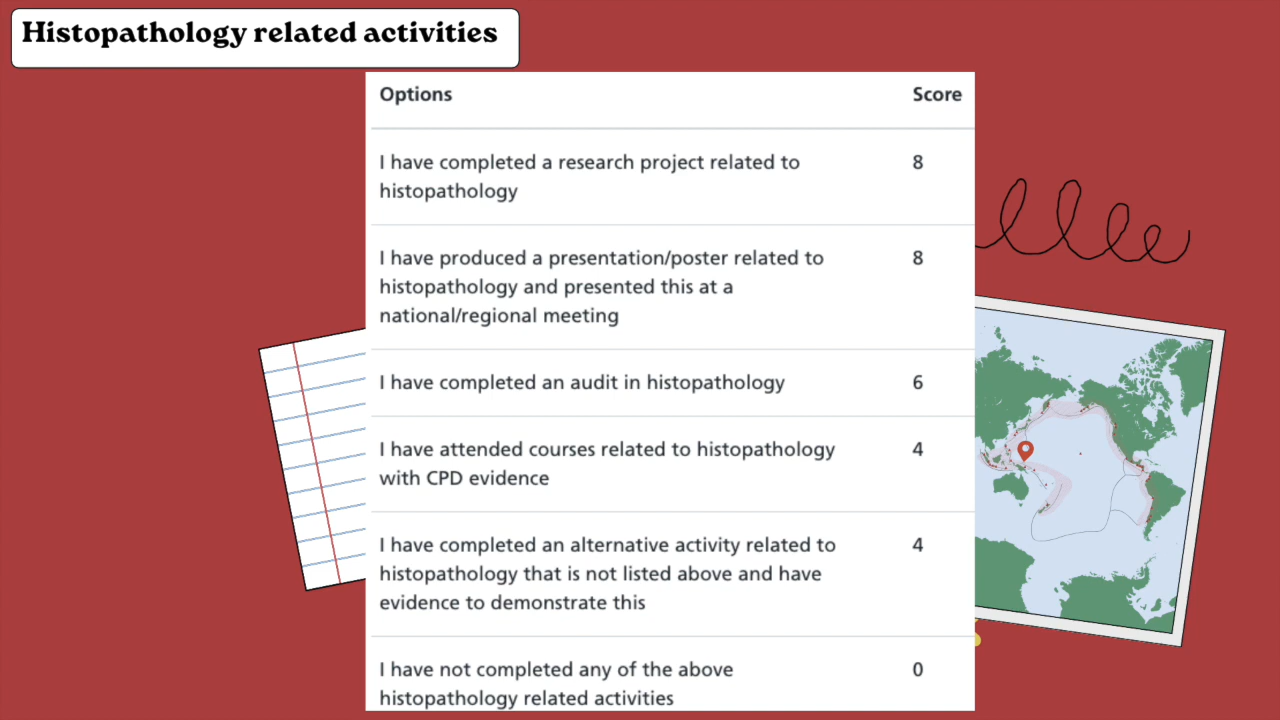 Histopathology related activities
Options Score
I have completed a research project related to 8
histopathology
I have produced a presentation/poster related to 8
histopathology and presented this at a
national/regional meeting
I have completed an audit in histopathology 6
I have attended courses related to histopathology 4
with CPD evidence
I have completed an alternative activity related to 4
histopathology that is not listed above and have
evidence to demonstrate this
I have not completed any of the above 0
histopathology related activities